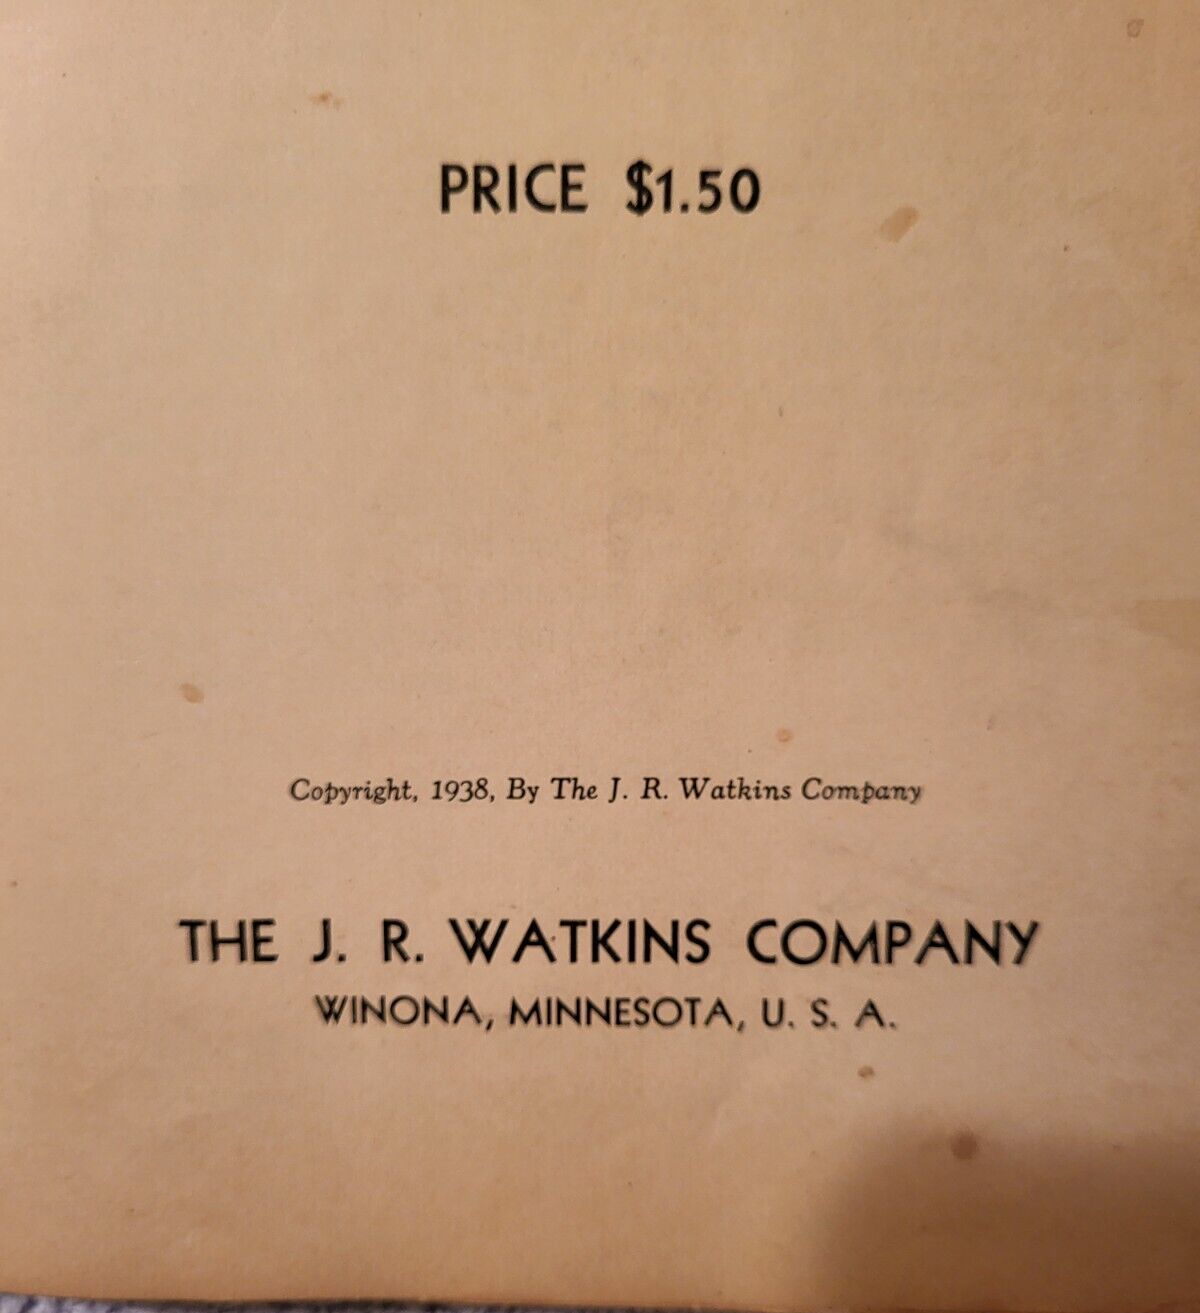 PRICE $1.50
Copyright, 1938, By The J. R. Watkins Company
THE J. R. WATKINS COMPANY
WINONA, MINNESOTA, U. S. A.